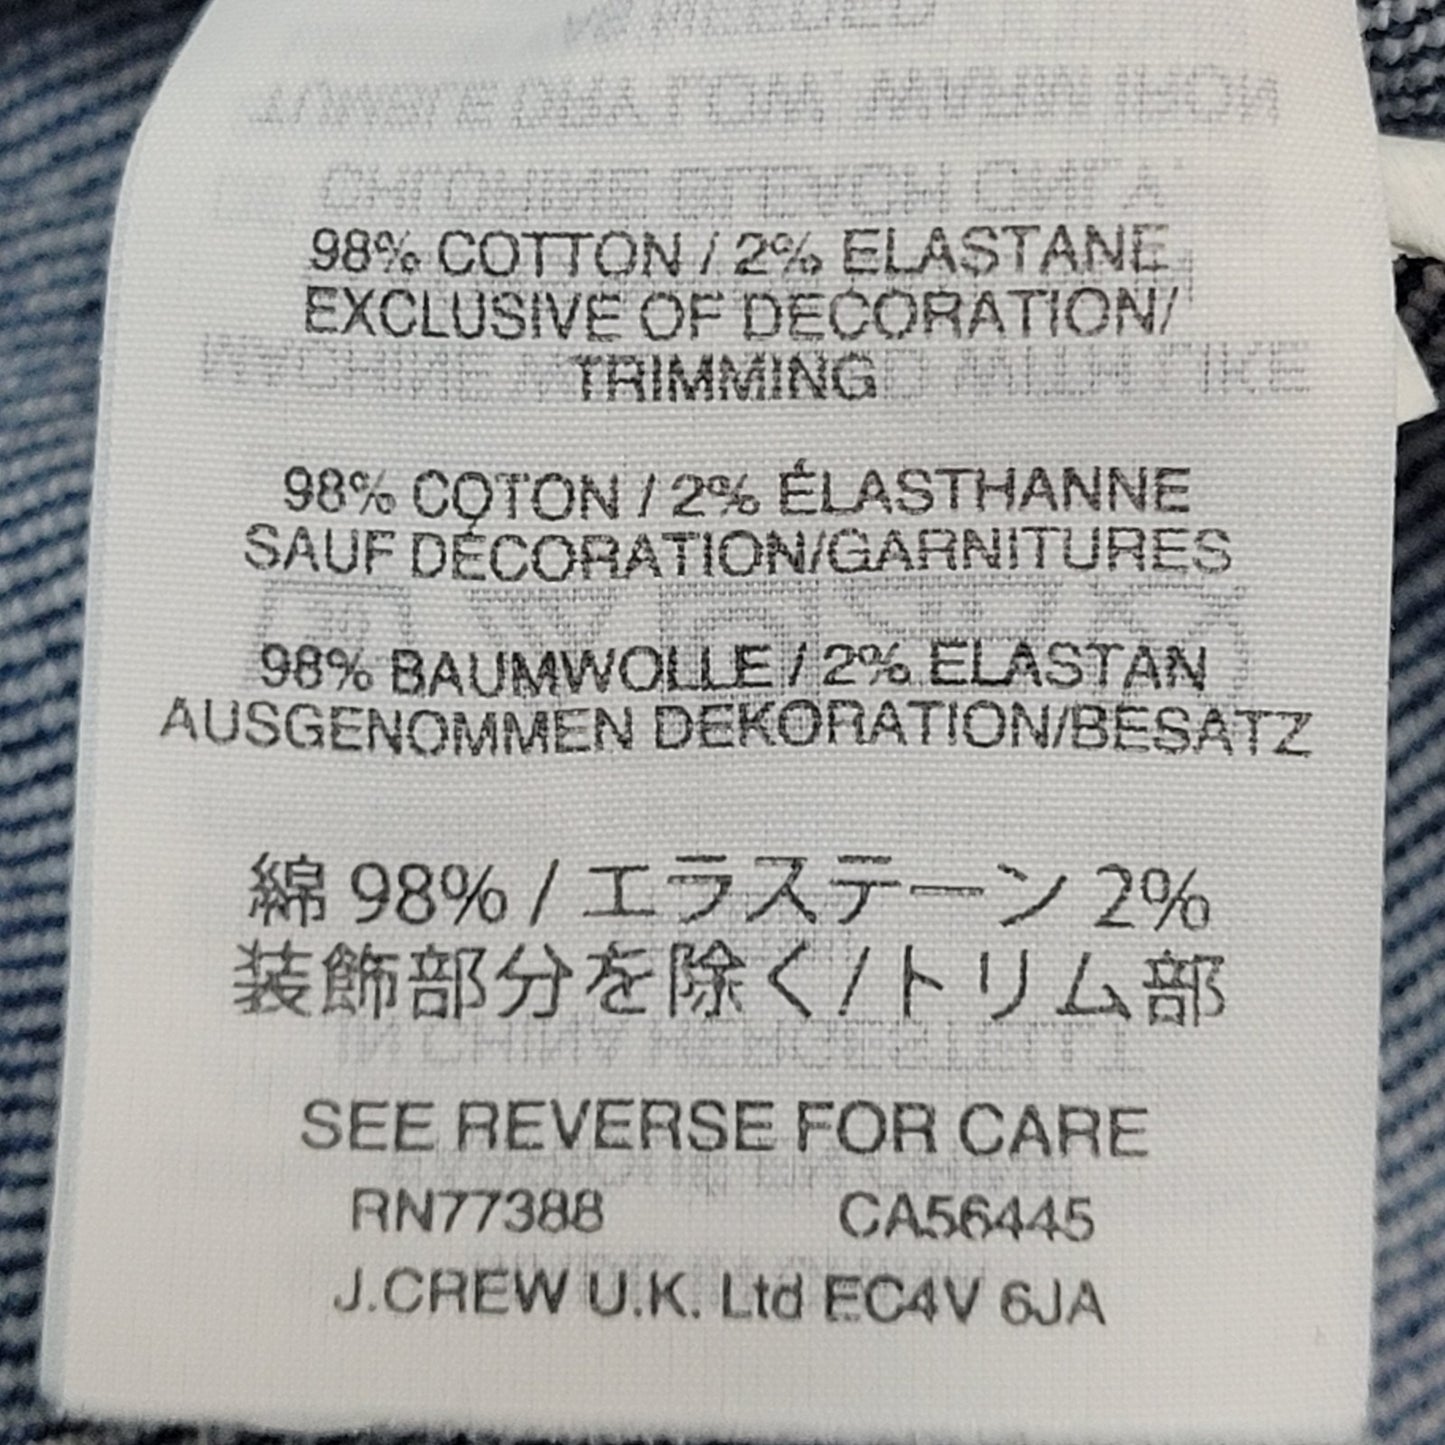 98% COTTON / 2% ELASTANE
EXCLUSIVE OF DECORATION/
TRIMMING
98% COTON / 2% ÉLASTHANNE
SAUF DÉCORATION/GARNITURES
98% BAUMWOLLE / 2% ELASTAN
AUSGENOMMEN DEKORATION/BESATZ
綿 98% / エラステーン 2%
装飾部分を除く/トリム部
SEE REVERSE FOR CARE
RN77388 CA56445
J.CREW U.K. Ltd EC4V 6JA